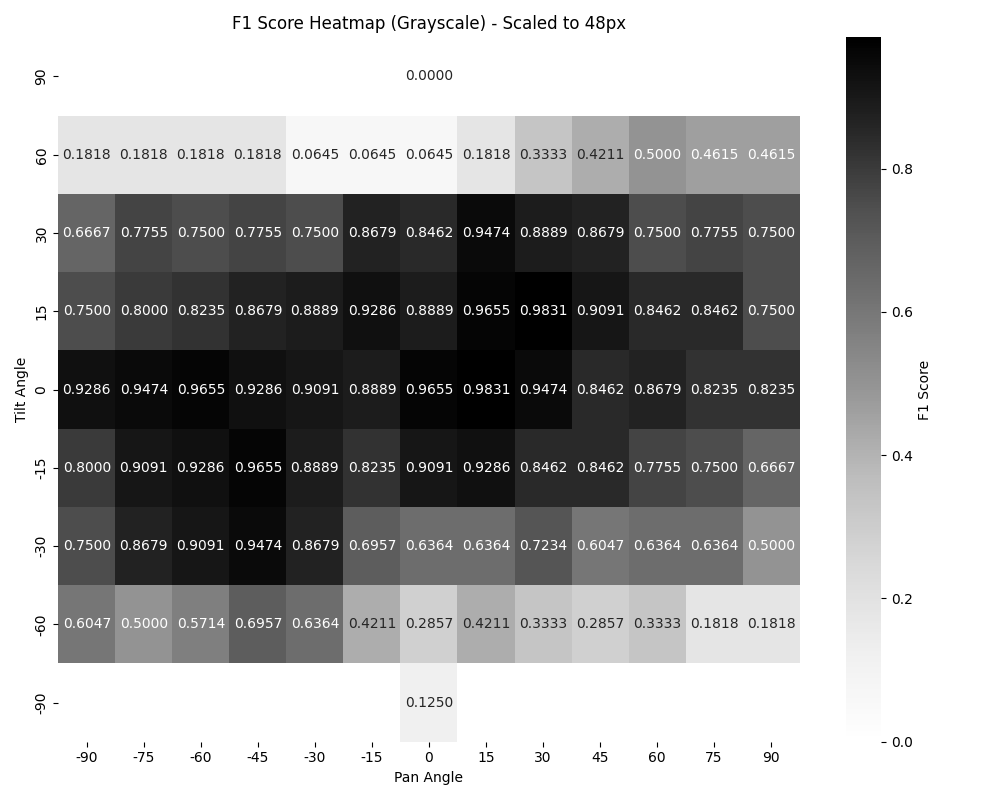 F1 Score Heatmap (Grayscale) - Scaled to 48px
90 0.0000
60 0.1818 0.1818 0.1818 0.1818 0.0645 0.0645 0.0645 0.1818 0.3333 0.4211 0.5000 0.4615 0.4615
30 0.6667 0.7755 0.7500 0.7755 0.7500 0.8679 0.8462 0.9474 0.8889 0.8679 0.7500 0.7755 0.7500
15 0.7500 0.8000 0.8235 0.8679 0.8889 0.9286 0.8889 0.9655 0.9831 0.9091 0.8462 0.8462 0.7500
0 0.9286 0.9474 0.9655 0.9286 0.9091 0.8889 0.9655 0.9831 0.9474 0.8462 0.8679 0.8235 0.8235
-15 0.8000 0.9091 0.9286 0.9655 0.8889 0.8235 0.9091 0.9286 0.8462 0.8462 0.7755 0.7500 0.6667
-30 0.7500 0.8679 0.9091 0.9474 0.8679 0.6957 0.6364 0.6364 0.7234 0.6047 0.6364 0.6364 0.5000
-60 0.6047 0.5000 0.5714 0.6957 0.6364 0.4211 0.2857 0.4211 0.3333 0.2857 0.3333 0.1818 0.1818
-90 0.1250
-90 -75 -60 -45 -30 -15 0 15 30 45 60 75 90
Pan Angle
Tilt Angle
0.8
0.6
0.4
0.2
0.0
F1 Score